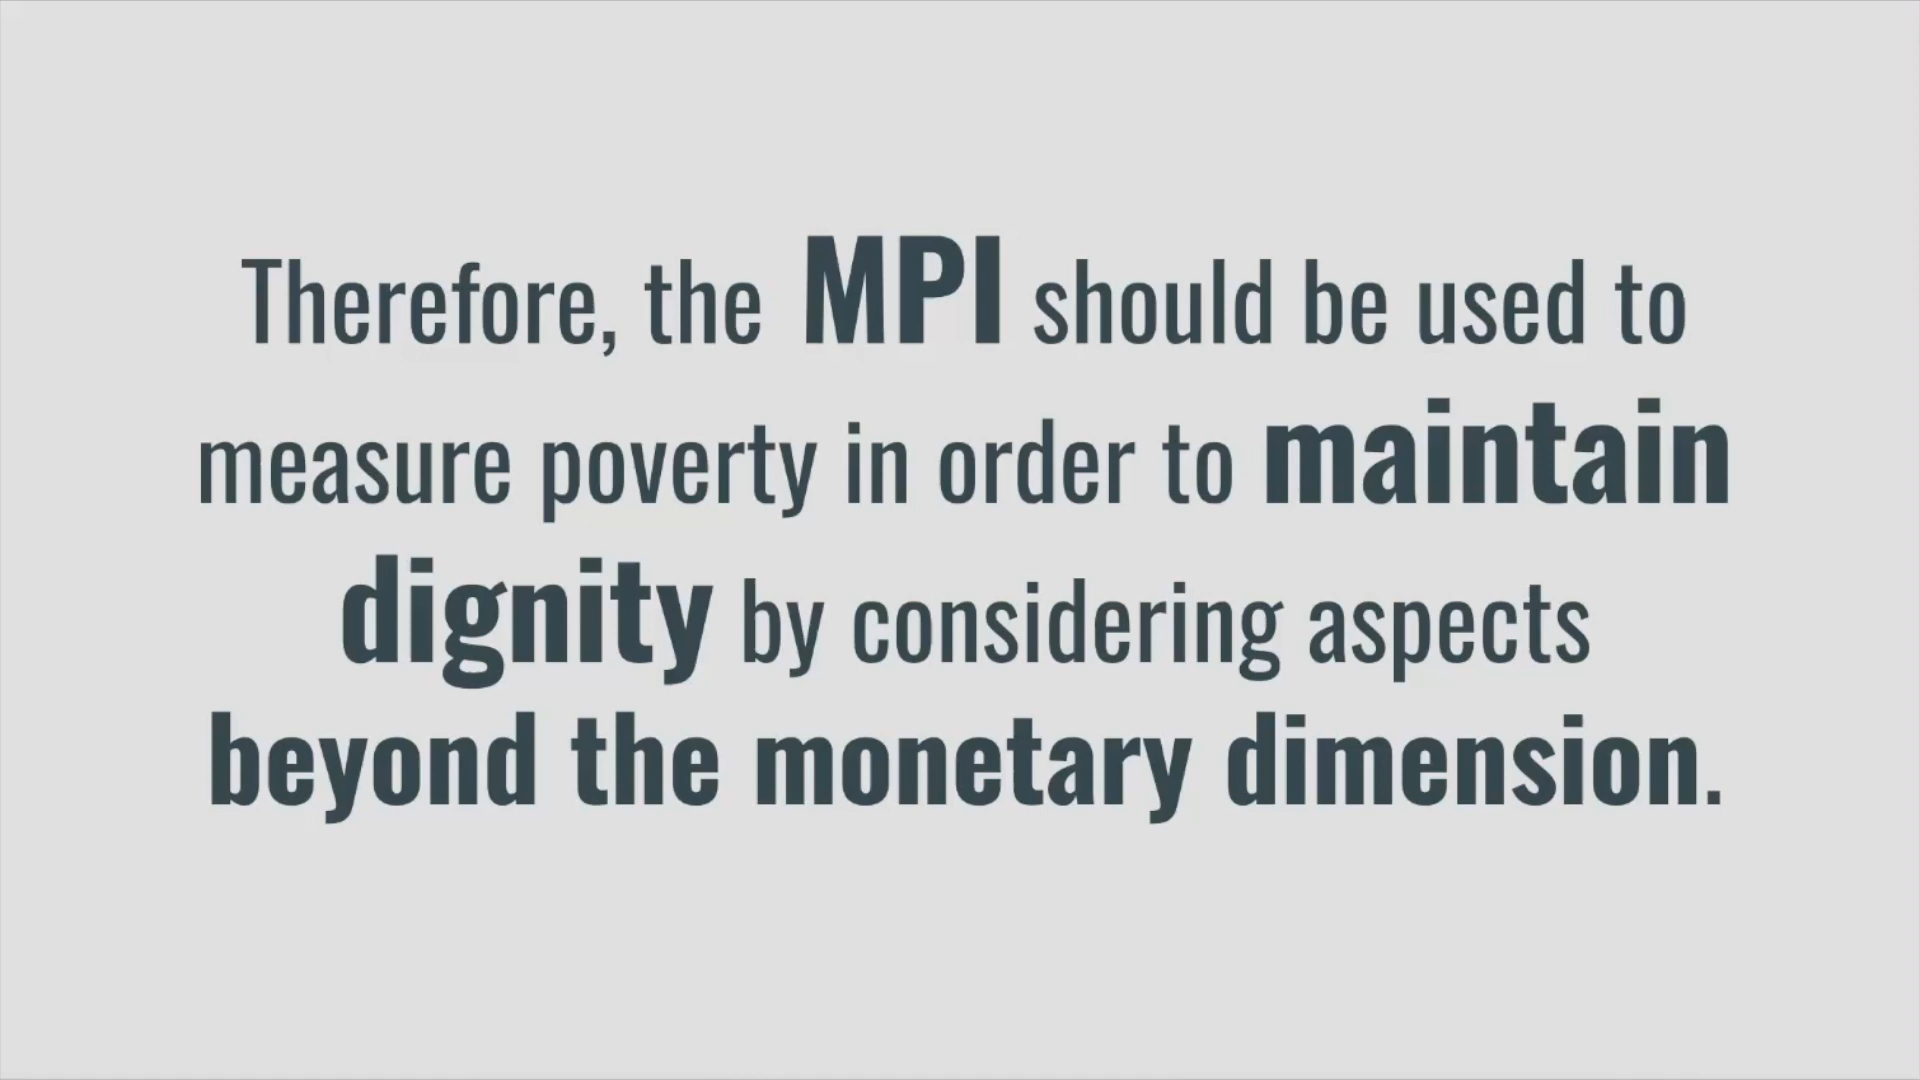 Therefore, the MPI should be used to
measure poverty in order to maintain
dignity by considering aspects
beyond the monetary dimension.